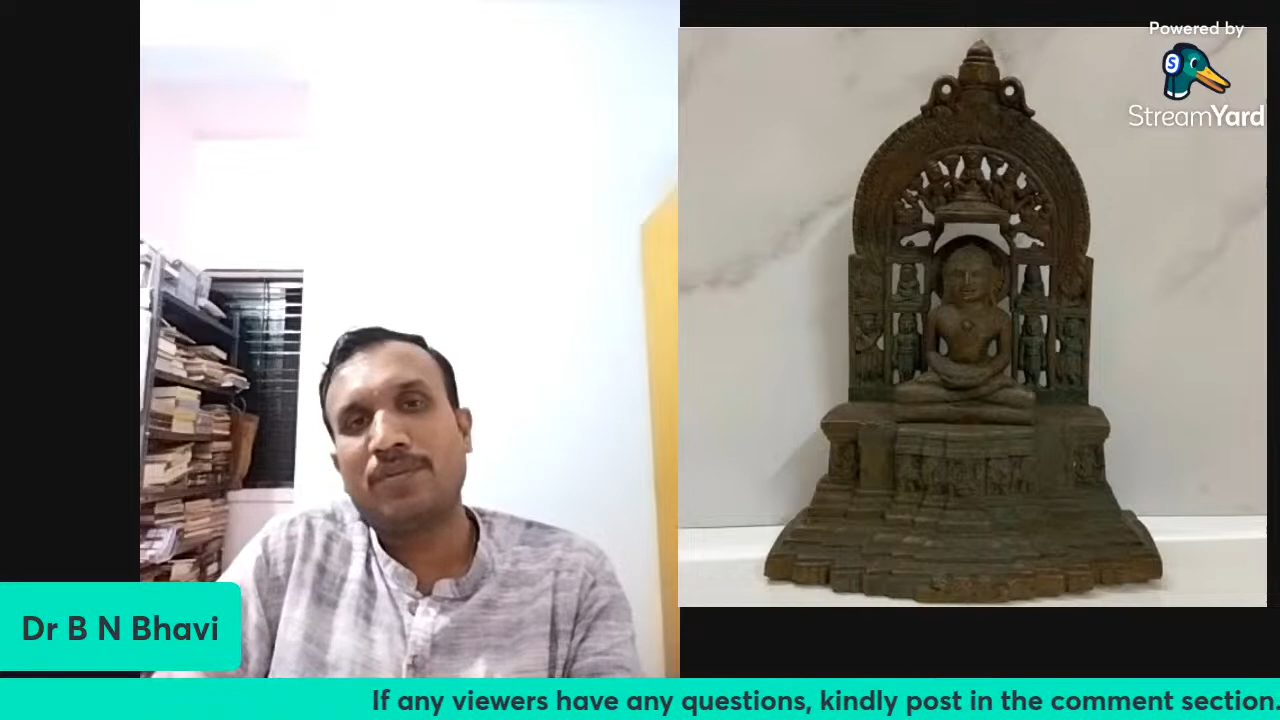 Powered by
S
StreamYard
Dr B N Bhavi
If any viewers have any questions, kindly post in the comment section.